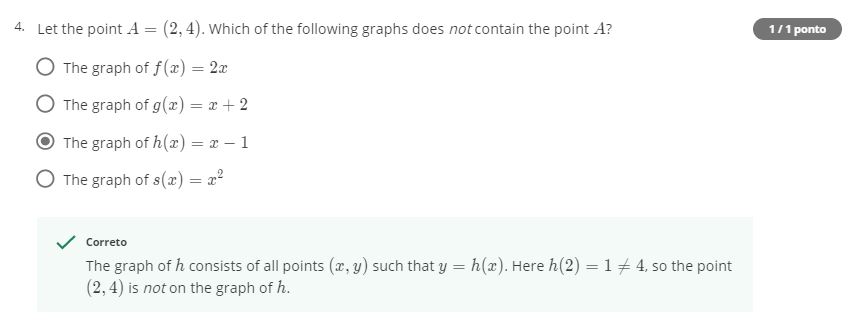 4. Let the point A = (2, 4). Which of the following graphs does not contain the point A?
1 / 1 ponto
The graph of f(x) = 2x
The graph of g(x) = x + 2
The graph of h(x) = x − 1
The graph of s(x) = x²
Correto
The graph of h consists of all points (x, y) such that y = h(x). Here h(2) = 1 ≠ 4, so the point
(2, 4) is not on the graph of h.